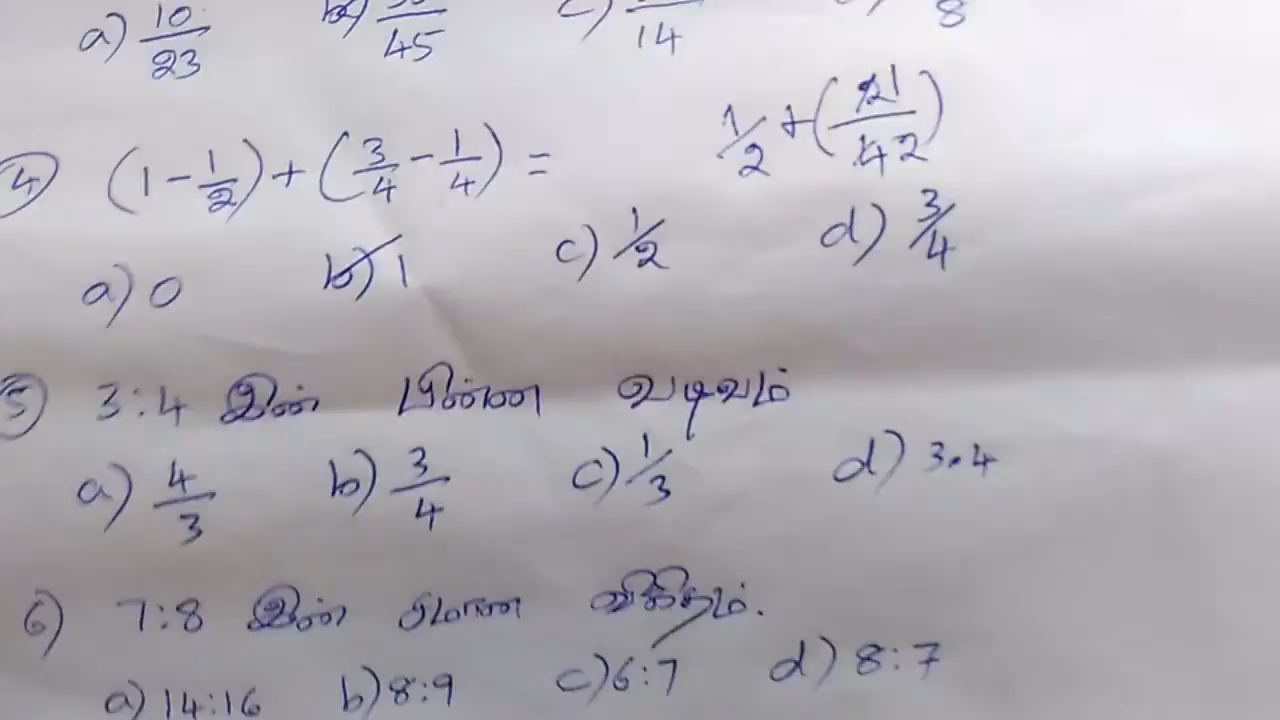 a) 10/23 b) /45 c) /14 8
④ (1 - 1/2) + (3/4 - 1/4) = 1/2 + (21/42)
a) 0 b) 1 c) 1/2 d) 3/4
⑤ 3:4 இன் பின்ன வடிவம்
a) 4/3 b) 3/4 c) 1/3 d) 3.4
6) 7:8 இன் சமான விகிதம்.
a) 14:16 b) 8:9 c) 6:7 d) 8:7